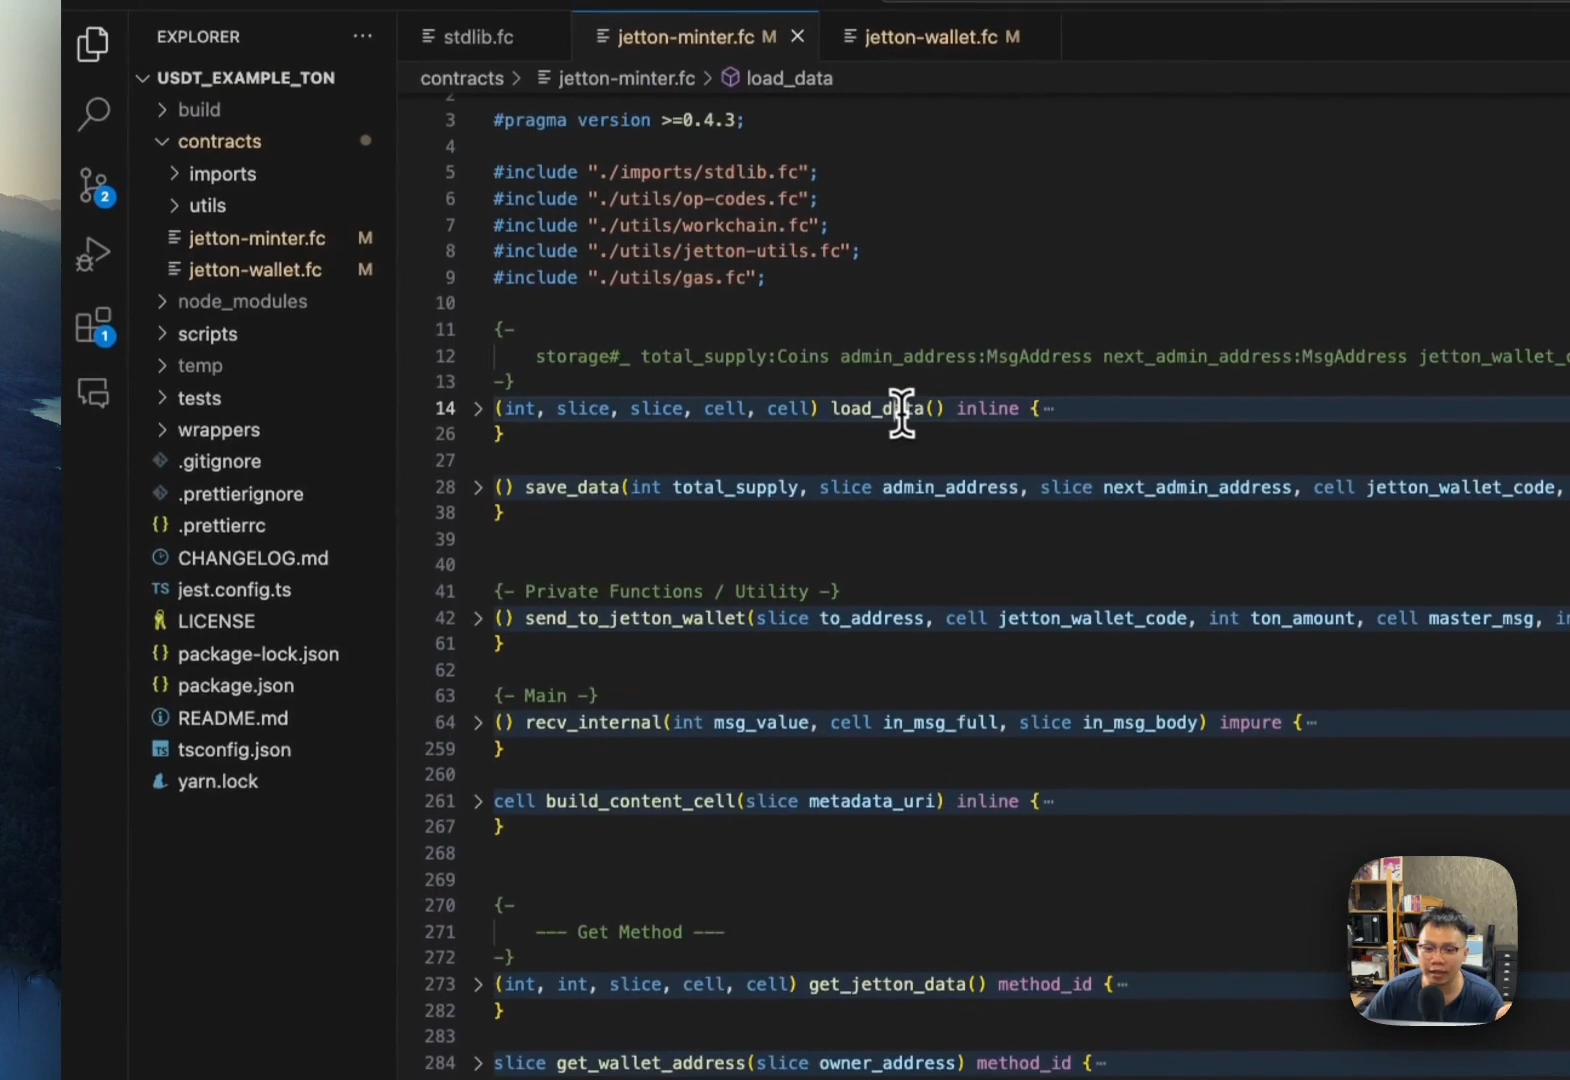 EXPLORER
USDT_EXAMPLE_TON
build
contracts
imports
utils
jetton-minter.fc M
jetton-wallet.fc M
node_modules
scripts
temp
tests
wrappers
.gitignore
.prettierignore
.prettierrc
CHANGELOG.md
TS jest.config.ts
LICENSE
package-lock.json
package.json
README.md
TS tsconfig.json
yarn.lock
2
1
stdlib.fc
jetton-minter.fc M
jetton-wallet.fc M
contracts > jetton-minter.fc > load_data
2
3 #pragma version >=0.4.3;
4
5 #include "./imports/stdlib.fc";
6 #include "./utils/op-codes.fc";
7 #include "./utils/workchain.fc";
8 #include "./utils/jetton-utils.fc";
9 #include "./utils/gas.fc";
10
11 {-
12 storage#_ total_supply:Coins admin_address:MsgAddress next_admin_address:MsgAddress jetton_wallet_
13 -}
14 > (int, slice, slice, cell, cell) load_data() inline {⋯
26 }
27
28 > () save_data(int total_supply, slice admin_address, slice next_admin_address, cell jetton_wallet_code,
38 }
39
40
41 {- Private Functions / Utility -}
42 > () send_to_jetton_wallet(slice to_address, cell jetton_wallet_code, int ton_amount, cell master_msg,
61 }
62
63 {- Main -}
64 > () recv_internal(int msg_value, cell in_msg_full, slice in_msg_body) impure {⋯
259 }
260
261 > cell build_content_cell(slice metadata_uri) inline {⋯
267 }
268
269
270 {-
271 --- Get Method ---
272 -}
273 > (int, int, slice, cell, cell) get_jetton_data() method_id {⋯
282 }
283
284 > slice get_wallet_address(slice owner_address) method_id {⋯